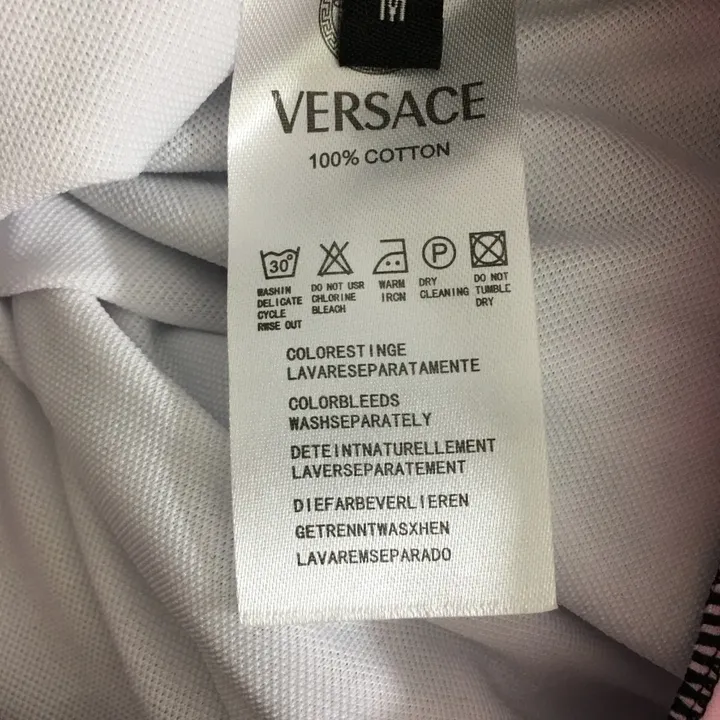 M
VERSACE
100% COTTON
30°
P
WASHIN
DELICATE
CYCLE
RWSE OUT
DO NOT USR
CHLORINE
BLEACH
WARM
IRCN
DRY
CLEANING
DO NOT
TUMBLE
DRY
COLORESTINGE
LAVARESEPARATAMENTE
COLORBLEEDS
WASHSEPARATELY
DETEINTNATURELLEMENT
LAVERSEPARATEMENT
DIEFARBEVERLIEREN
GETRENNTWASXHEN
LAVAREMSEPARADO